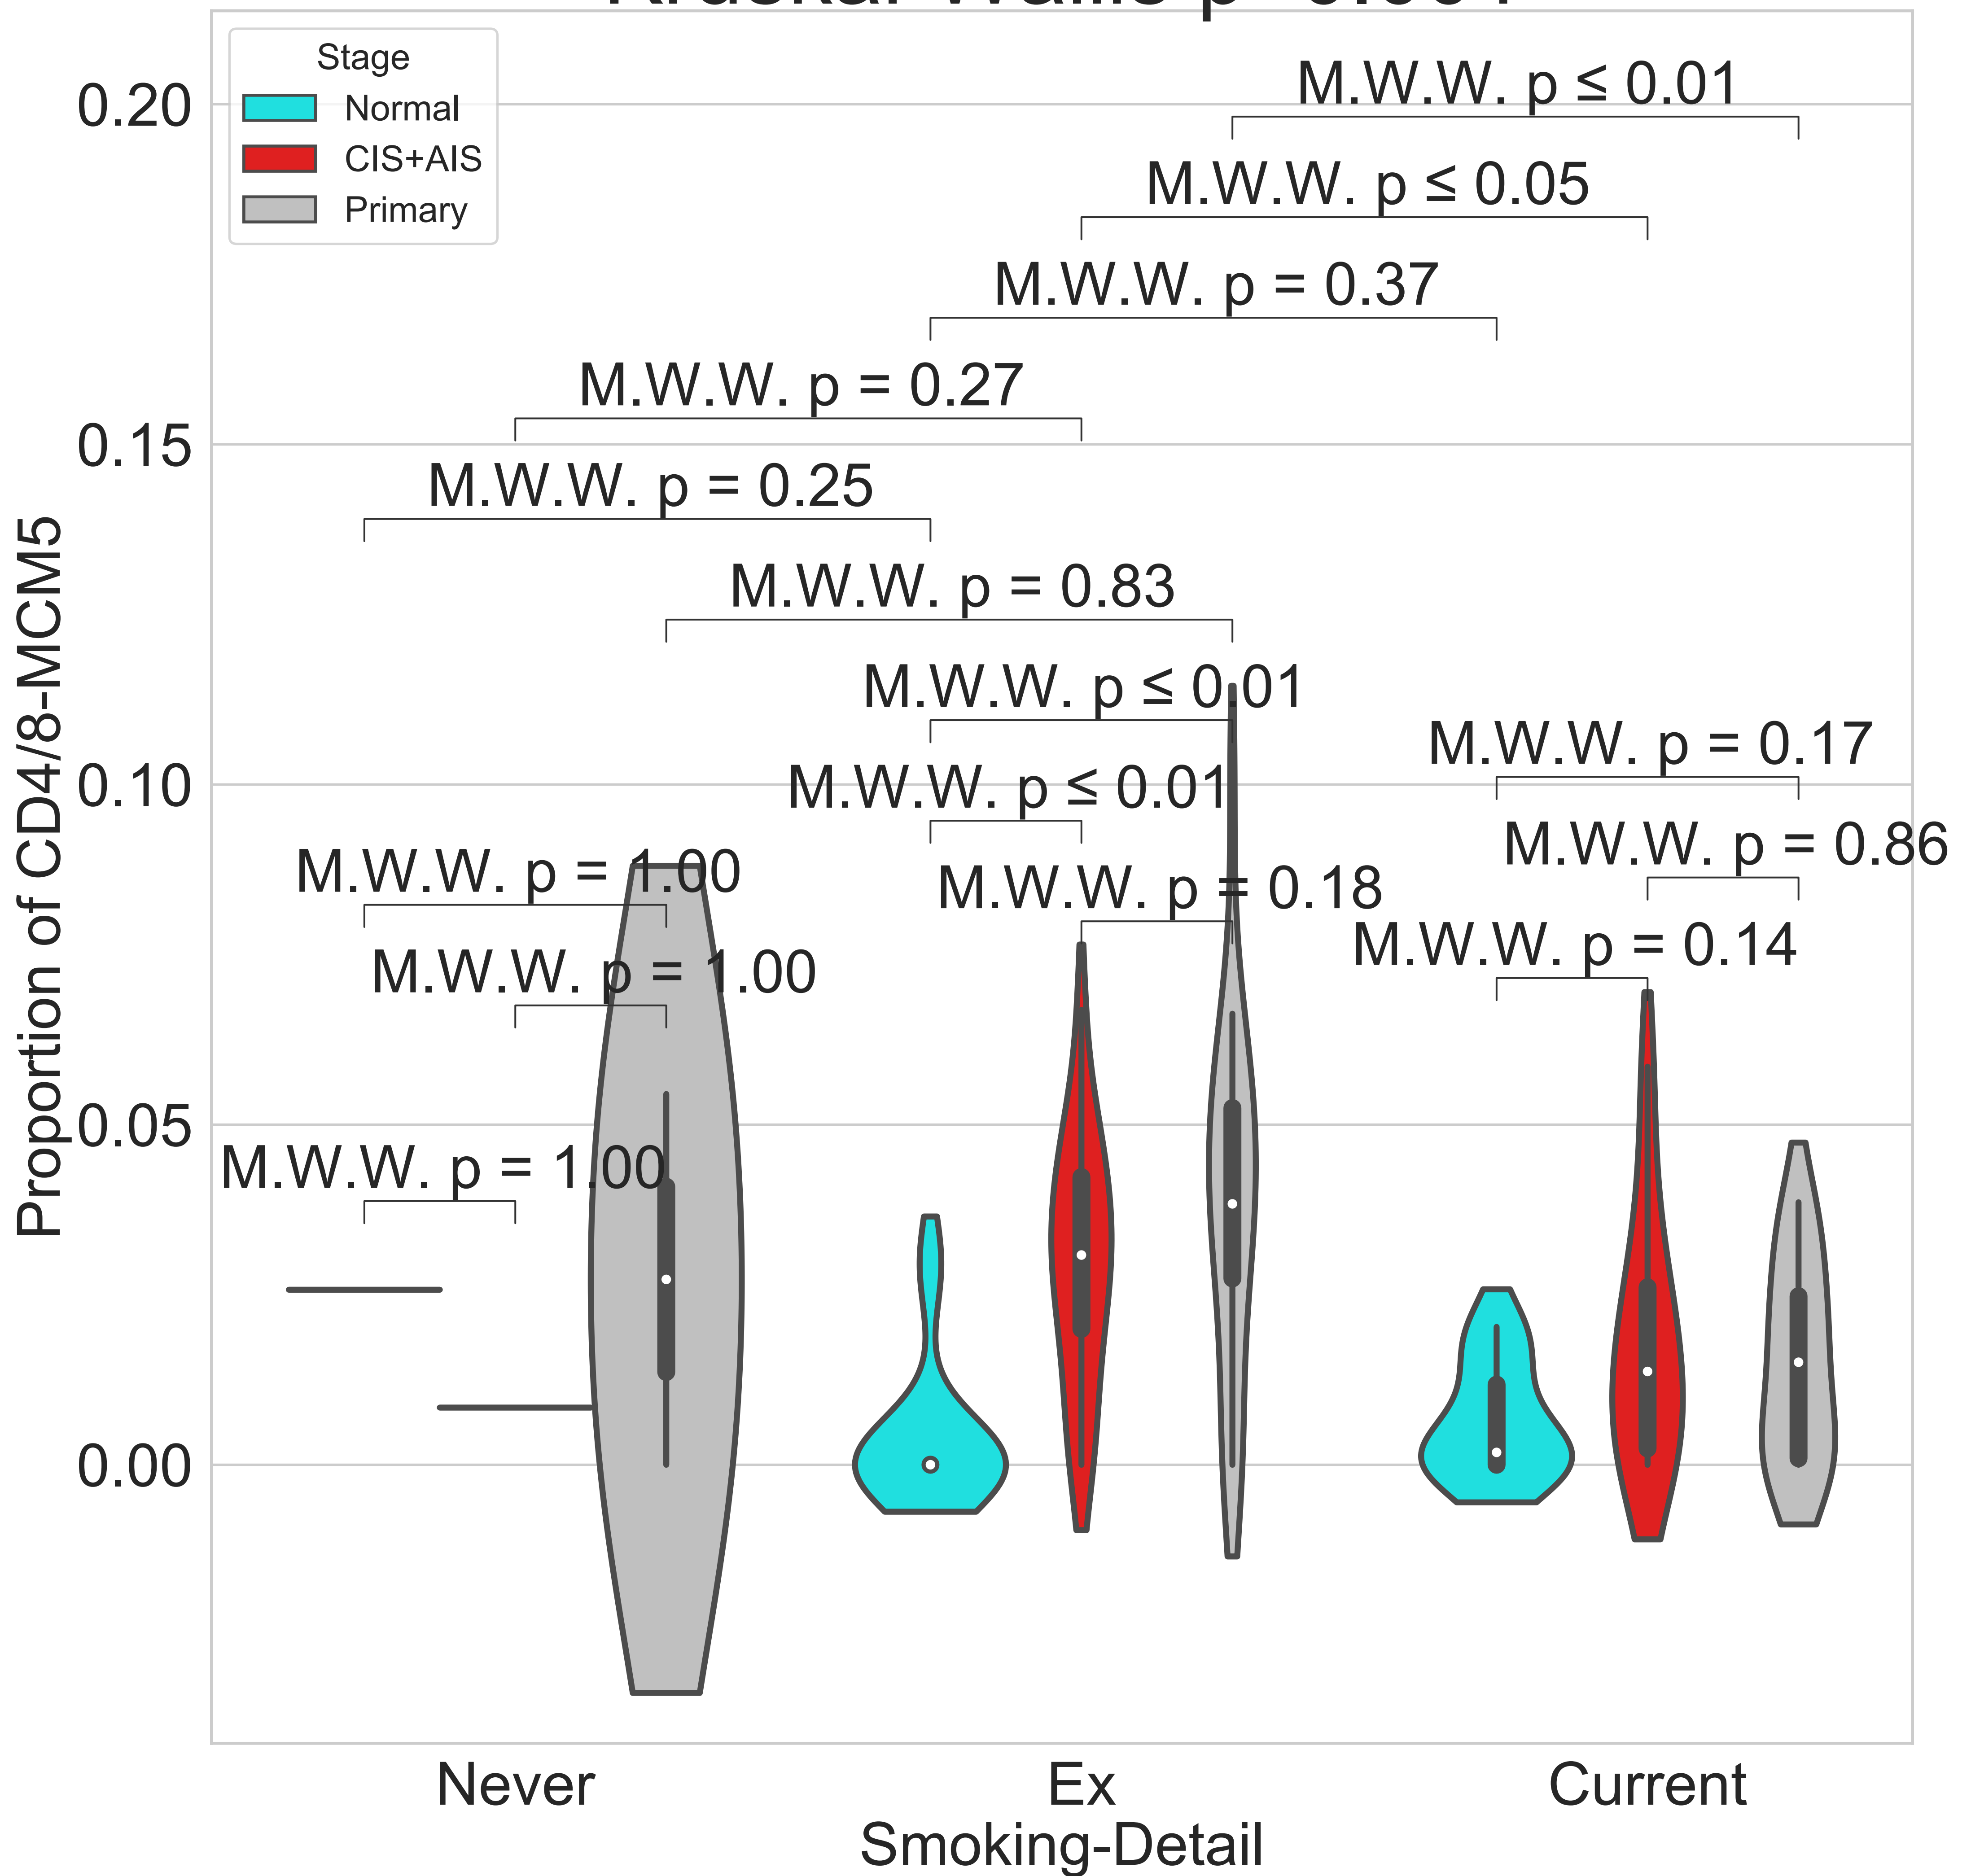 Stage
Normal
CIS+AIS
Primary
M.W.W. p ≤ 0.01
M.W.W. p ≤ 0.05
M.W.W. p = 0.37
M.W.W. p = 0.27
M.W.W. p = 0.25
M.W.W. p = 0.83
M.W.W. p ≤ 0.01
M.W.W. p = 0.17
M.W.W. p ≤ 0.01
M.W.W. p = 0.86
M.W.W. p = 1.00
M.W.W. p = 0.18
M.W.W. p = 0.14
M.W.W. p = 1.00
M.W.W. p = 1.00
0.20
0.15
0.10
0.05
0.00
Proportion of CD4/8-MCM5
Never
Ex
Current
Smoking-Detail